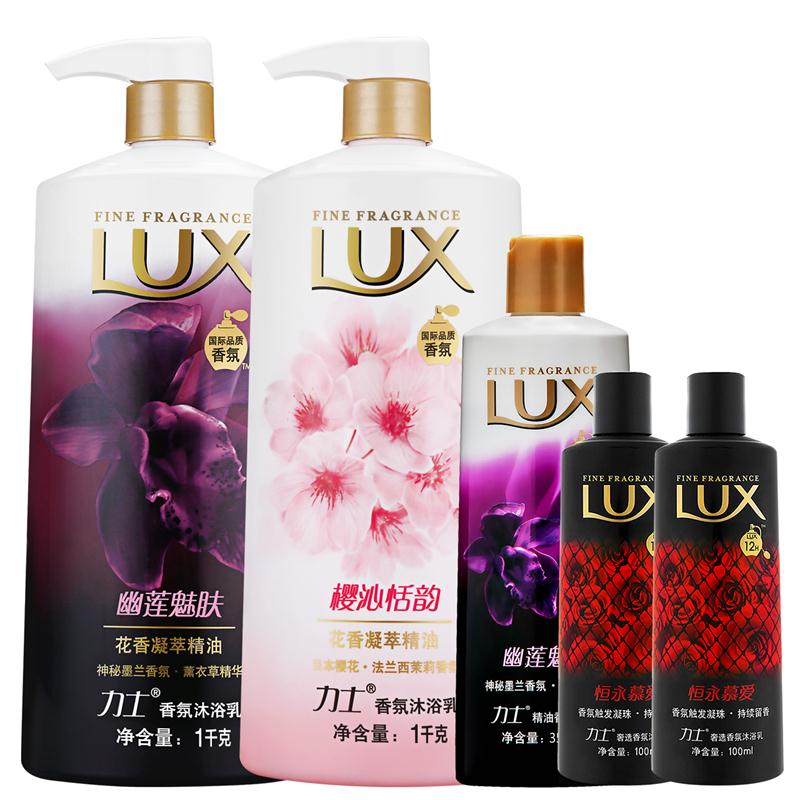 FINE FRAGRANCE
LUX
国际品质
香氛
TM
幽莲魅肤
花香凝萃精油
神秘墨兰香氛·薰衣草精华
力士® 香氛沐浴乳
净含量：1千克
FINE FRAGRANCE
LUX
国际品质
香氛
TM
樱沁恬韵
花香凝萃精油
日本樱花·法兰西茉莉香
力士® 香氛沐浴乳
净含量：1千克
FINE FRAGRANCE
LUX
幽莲魅
神秘墨兰香氛·
力士® 精油香
净含量：35
FINE FRAGRANCE
LUX
恒永慕爱
香氛触发凝珠·持
力士® 奢选香氛沐
净含量：100m
FINE FRAGRANCE
LUX
TM
LUX
12H
恒永慕爱
香氛触发凝珠·持续留香
力士® 奢选香氛沐浴乳
净含量：100ml